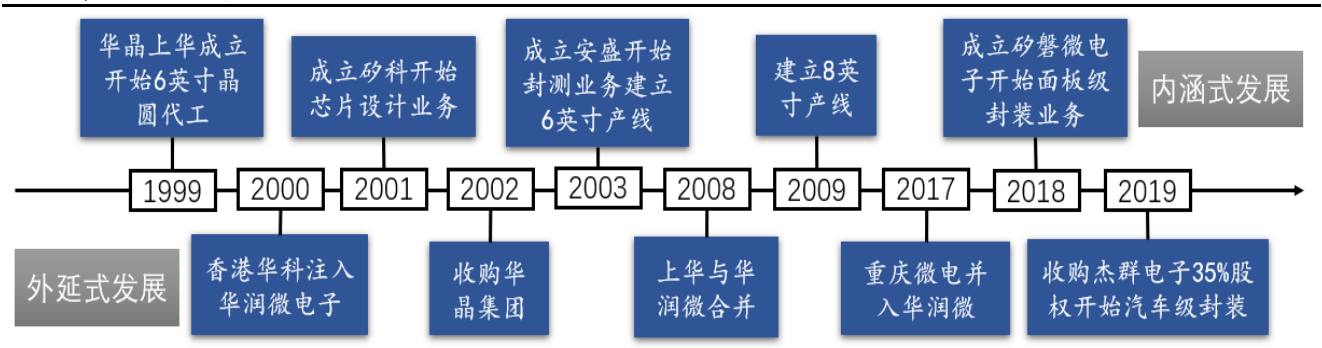 华晶上华成立
开始6英寸晶
圆代工
成立矽科开始
芯片设计业务
成立安盛开始
封测业务建立
6英寸产线
建立8英
寸产线
成立矽磐微电
子开始面板级
封装业务
内涵式发展
1999
2000
2001
2002
2003
2008
2009
2017
2018
2019
外延式发展
香港华科注入
华润微电子
收购华
晶集团
上华与华
润微合并
重庆微电并
入华润微
收购杰群电子35%股
权开始汽车级封装